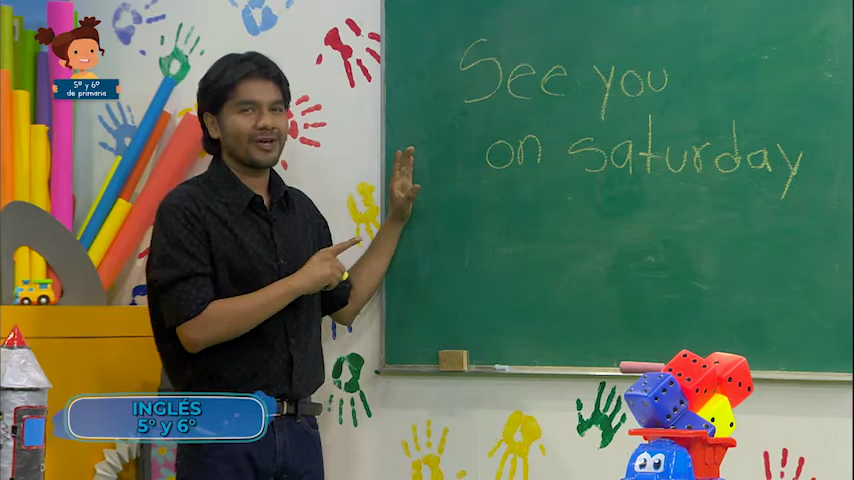 5º y 6º
de primaria
See you
on saturday
INGLÉS
5º y 6º